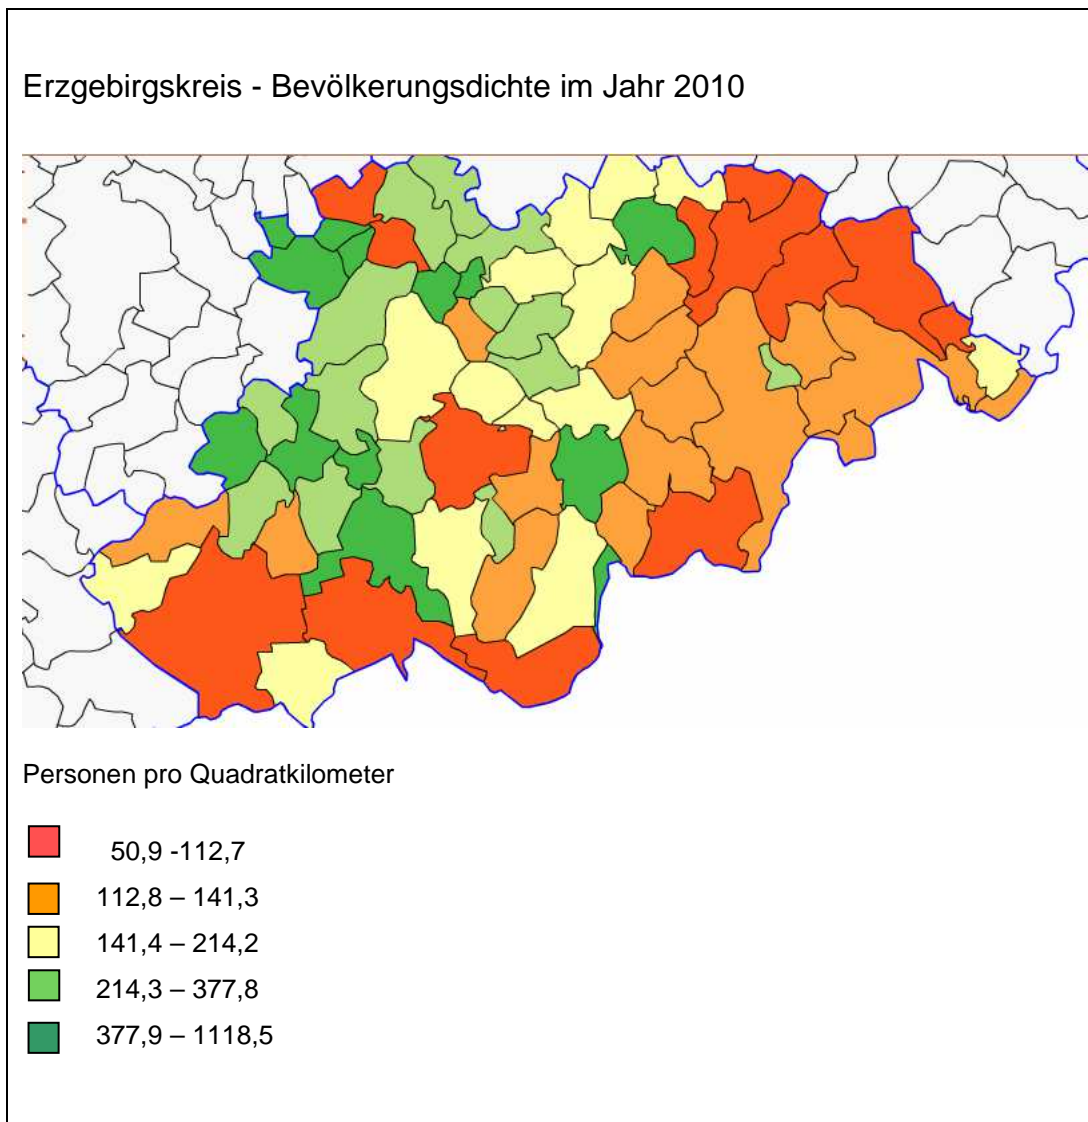 Erzgebirgskreis - Bevölkerungsdichte im Jahr 2010
Personen pro Quadratkilometer
50,9 -112,7
112,8 – 141,3
141,4 – 214,2
214,3 – 377,8
377,9 – 1118,5